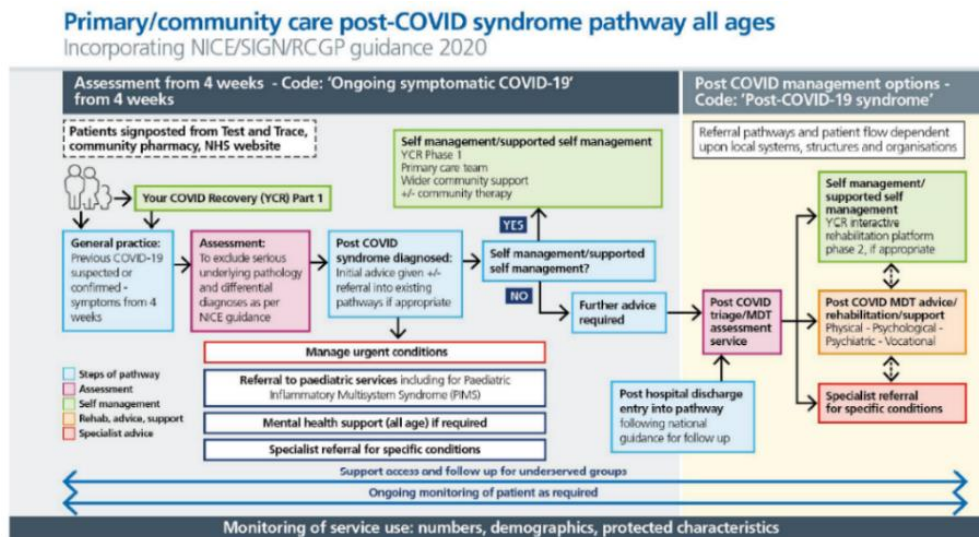 Primary/community care post-COVID syndrome pathway all ages
Incorporating NICE/SIGN/RCGP guidance 2020
Assessment from 4 weeks - Code: ‘Ongoing symptomatic COVID-19’
from 4 weeks
Post COVID management options -
Code: ‘Post-COVID-19 syndrome’
Patients signposted from Test and Trace,
community pharmacy, NHS website
Your COVID Recovery (YCR) Part 1
General practice:
Previous COVID-19
suspected or
confirmed -
symptoms from 4
weeks
Assessment:
To exclude serious
underlying pathology
and differential
diagnoses as per
NICE guidance
Post COVID
syndrome diagnosed:
Initial advice given +/-
referral into existing
pathways if appropriate
Self management/supported self management
YCR Phase 1
Primary care team
Wider community support
+/- community therapy
YES
Self management/supported
self management?
NO
Further advice
required
Manage urgent conditions
Referral to paediatric services including for Paediatric
Inflammatory Multisystem Syndrome (PIMS)
Mental health support (all age) if required
Specialist referral for specific conditions
Post hospital discharge
entry into pathway
following national
guidance for follow up
Post COVID
triage/MDT
assessment
service
Referral pathways and patient flow dependent
upon local systems, structures and organisations
Self management/
supported self
management
YCR interactive
rehabilitation platform
phase 2, if appropriate
Post COVID MDT advice/
rehabilitation/support
Physical - Psychological -
Psychiatric - Vocational
Specialist referral
for specific conditions
Steps of pathway
Assessment
Self management
Rehab, advice, support
Specialist advice
Support access and follow up for underserved groups
Ongoing monitoring of patient as required
Monitoring of service use: numbers, demographics, protected characteristics